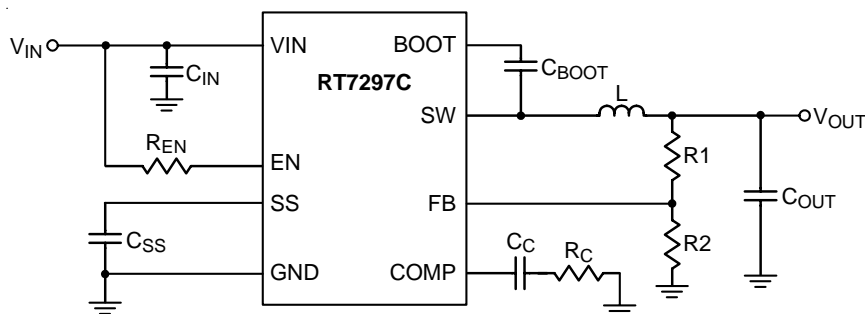 VIN
VIN
BOOT
CIN
CBOOT
RT7297C
SW
L
VOUT
REN
EN
R1
SS
FB
COUT
CSS
CC
RC
R2
GND
COMP